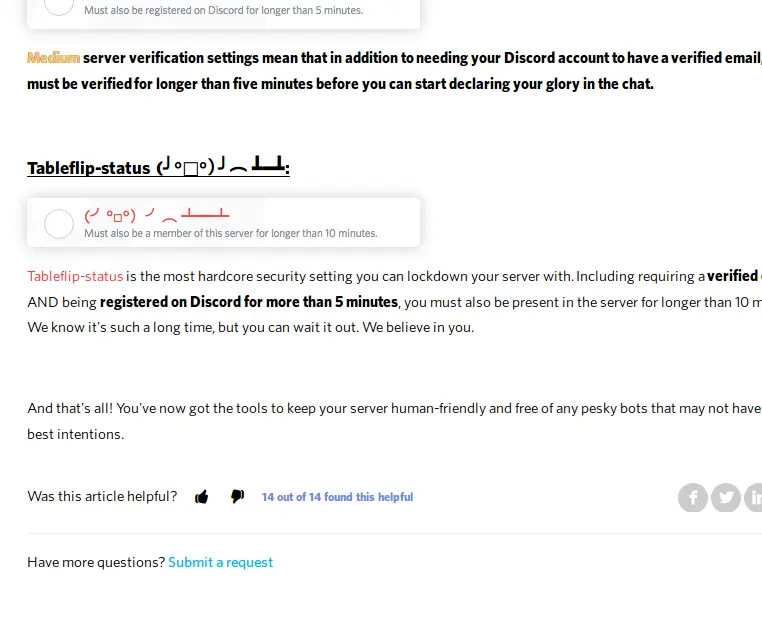 Must also be registered on Discord for longer than 5 minutes.
Medium server verification settings mean that in addition to needing your Discord account to have a verified email,
must be verified for longer than five minutes before you can start declaring your glory in the chat.
Tableflip-status (╯°□°)╯︵ ┻━┻:
(╯°□°)╯︵ ┻━┻
Must also be a member of this server for longer than 10 minutes.
Tableflip-status is the most hardcore security setting you can lockdown your server with. Including requiring a verified
AND being registered on Discord for more than 5 minutes, you must also be present in the server for longer than 10 m
We know it's such a long time, but you can wait it out. We believe in you.
And that's all! You've now got the tools to keep your server human-friendly and free of any pesky bots that may not have
best intentions.
Was this article helpful? 14 out of 14 found this helpful
Have more questions? Submit a request